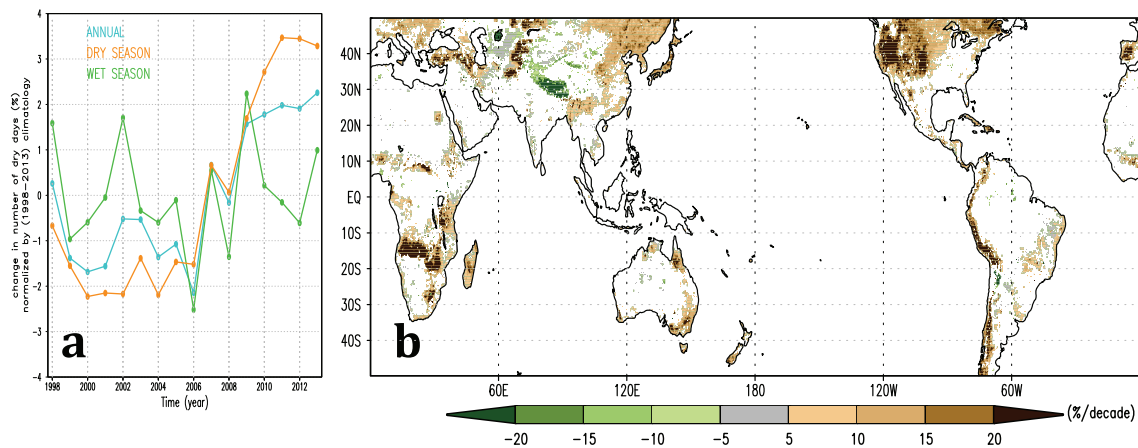 ANNUAL
DRY SEASON
WET SEASON
change in number of dry days (%)
normalized by (1998-2013) climatology
4
3
2
1
0
-1
-2
-3
-4
1998 2000 2002 2004 2006 2008 2010 2012
Time (year)
a
40N
30N
20N
10N
EQ
10S
20S
30S
40S
b
60E 120E 180 120W 60W
-20 -15 -10 -5 5 10 15 20
(%/decade)